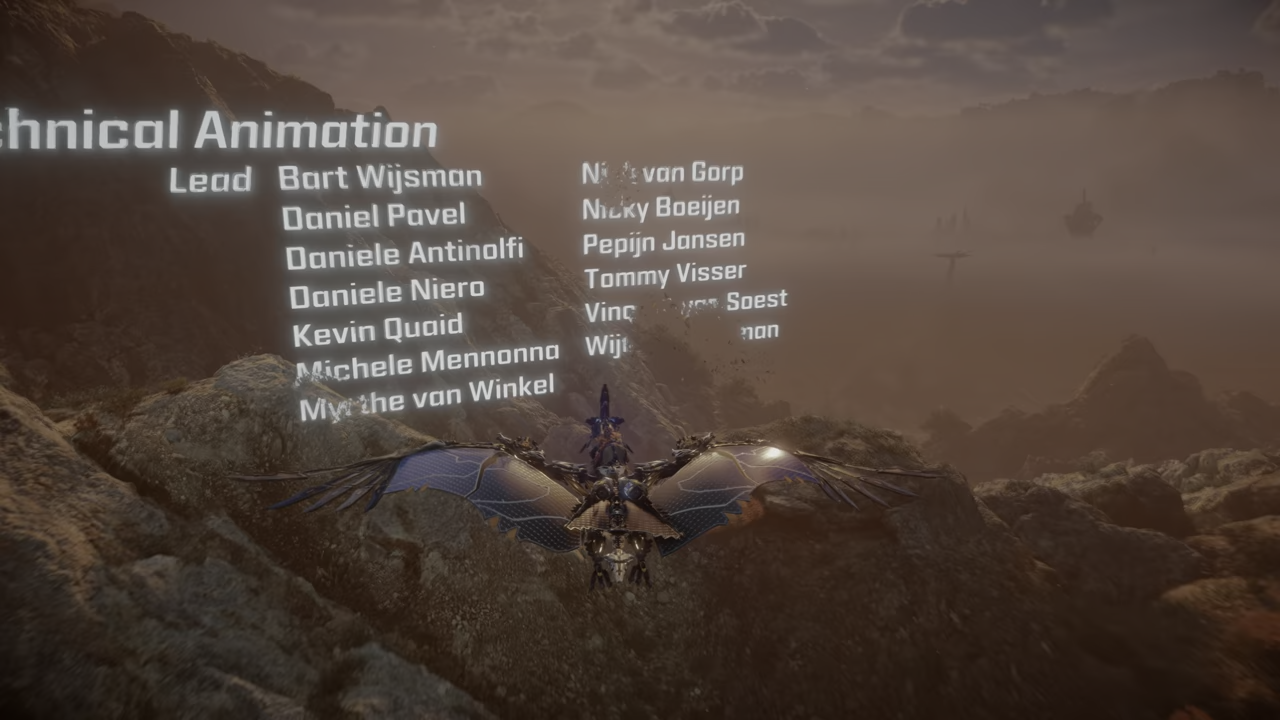 chnical Animation
Lead Bart Wijsman
Daniel Pavel
Daniele Antinolfi
Daniele Niero
Kevin Quaid
Michele Mennonna
van Winkel
van Gorp
Nicky Boeijen
Pepijn Jansen
Tommy Visser
van Soest